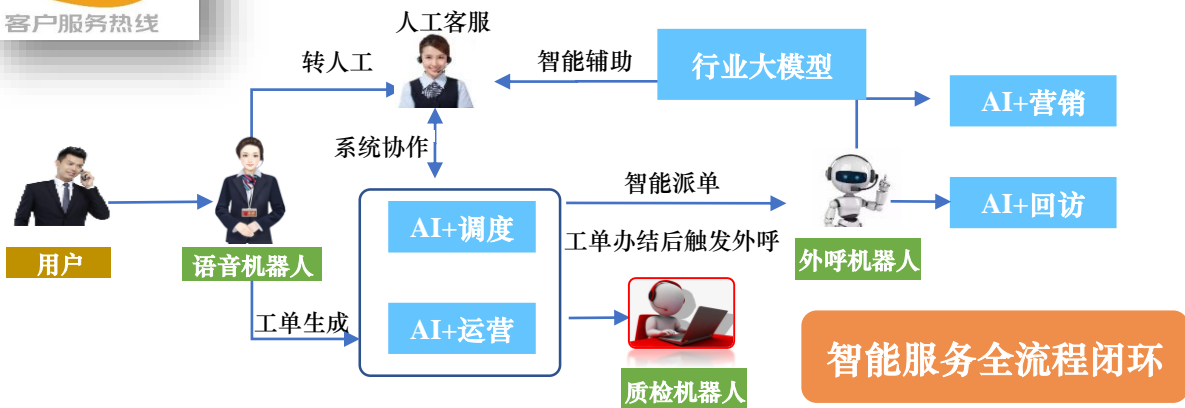 客户服务热线
人工客服
转人工
智能辅助
行业大模型
AI+营销
系统协作
智能派单
AI+调度
AI+回访
工单办结后触发外呼
用户
语音机器人
外呼机器人
工单生成
AI+运营
质检机器人
智能服务全流程闭环